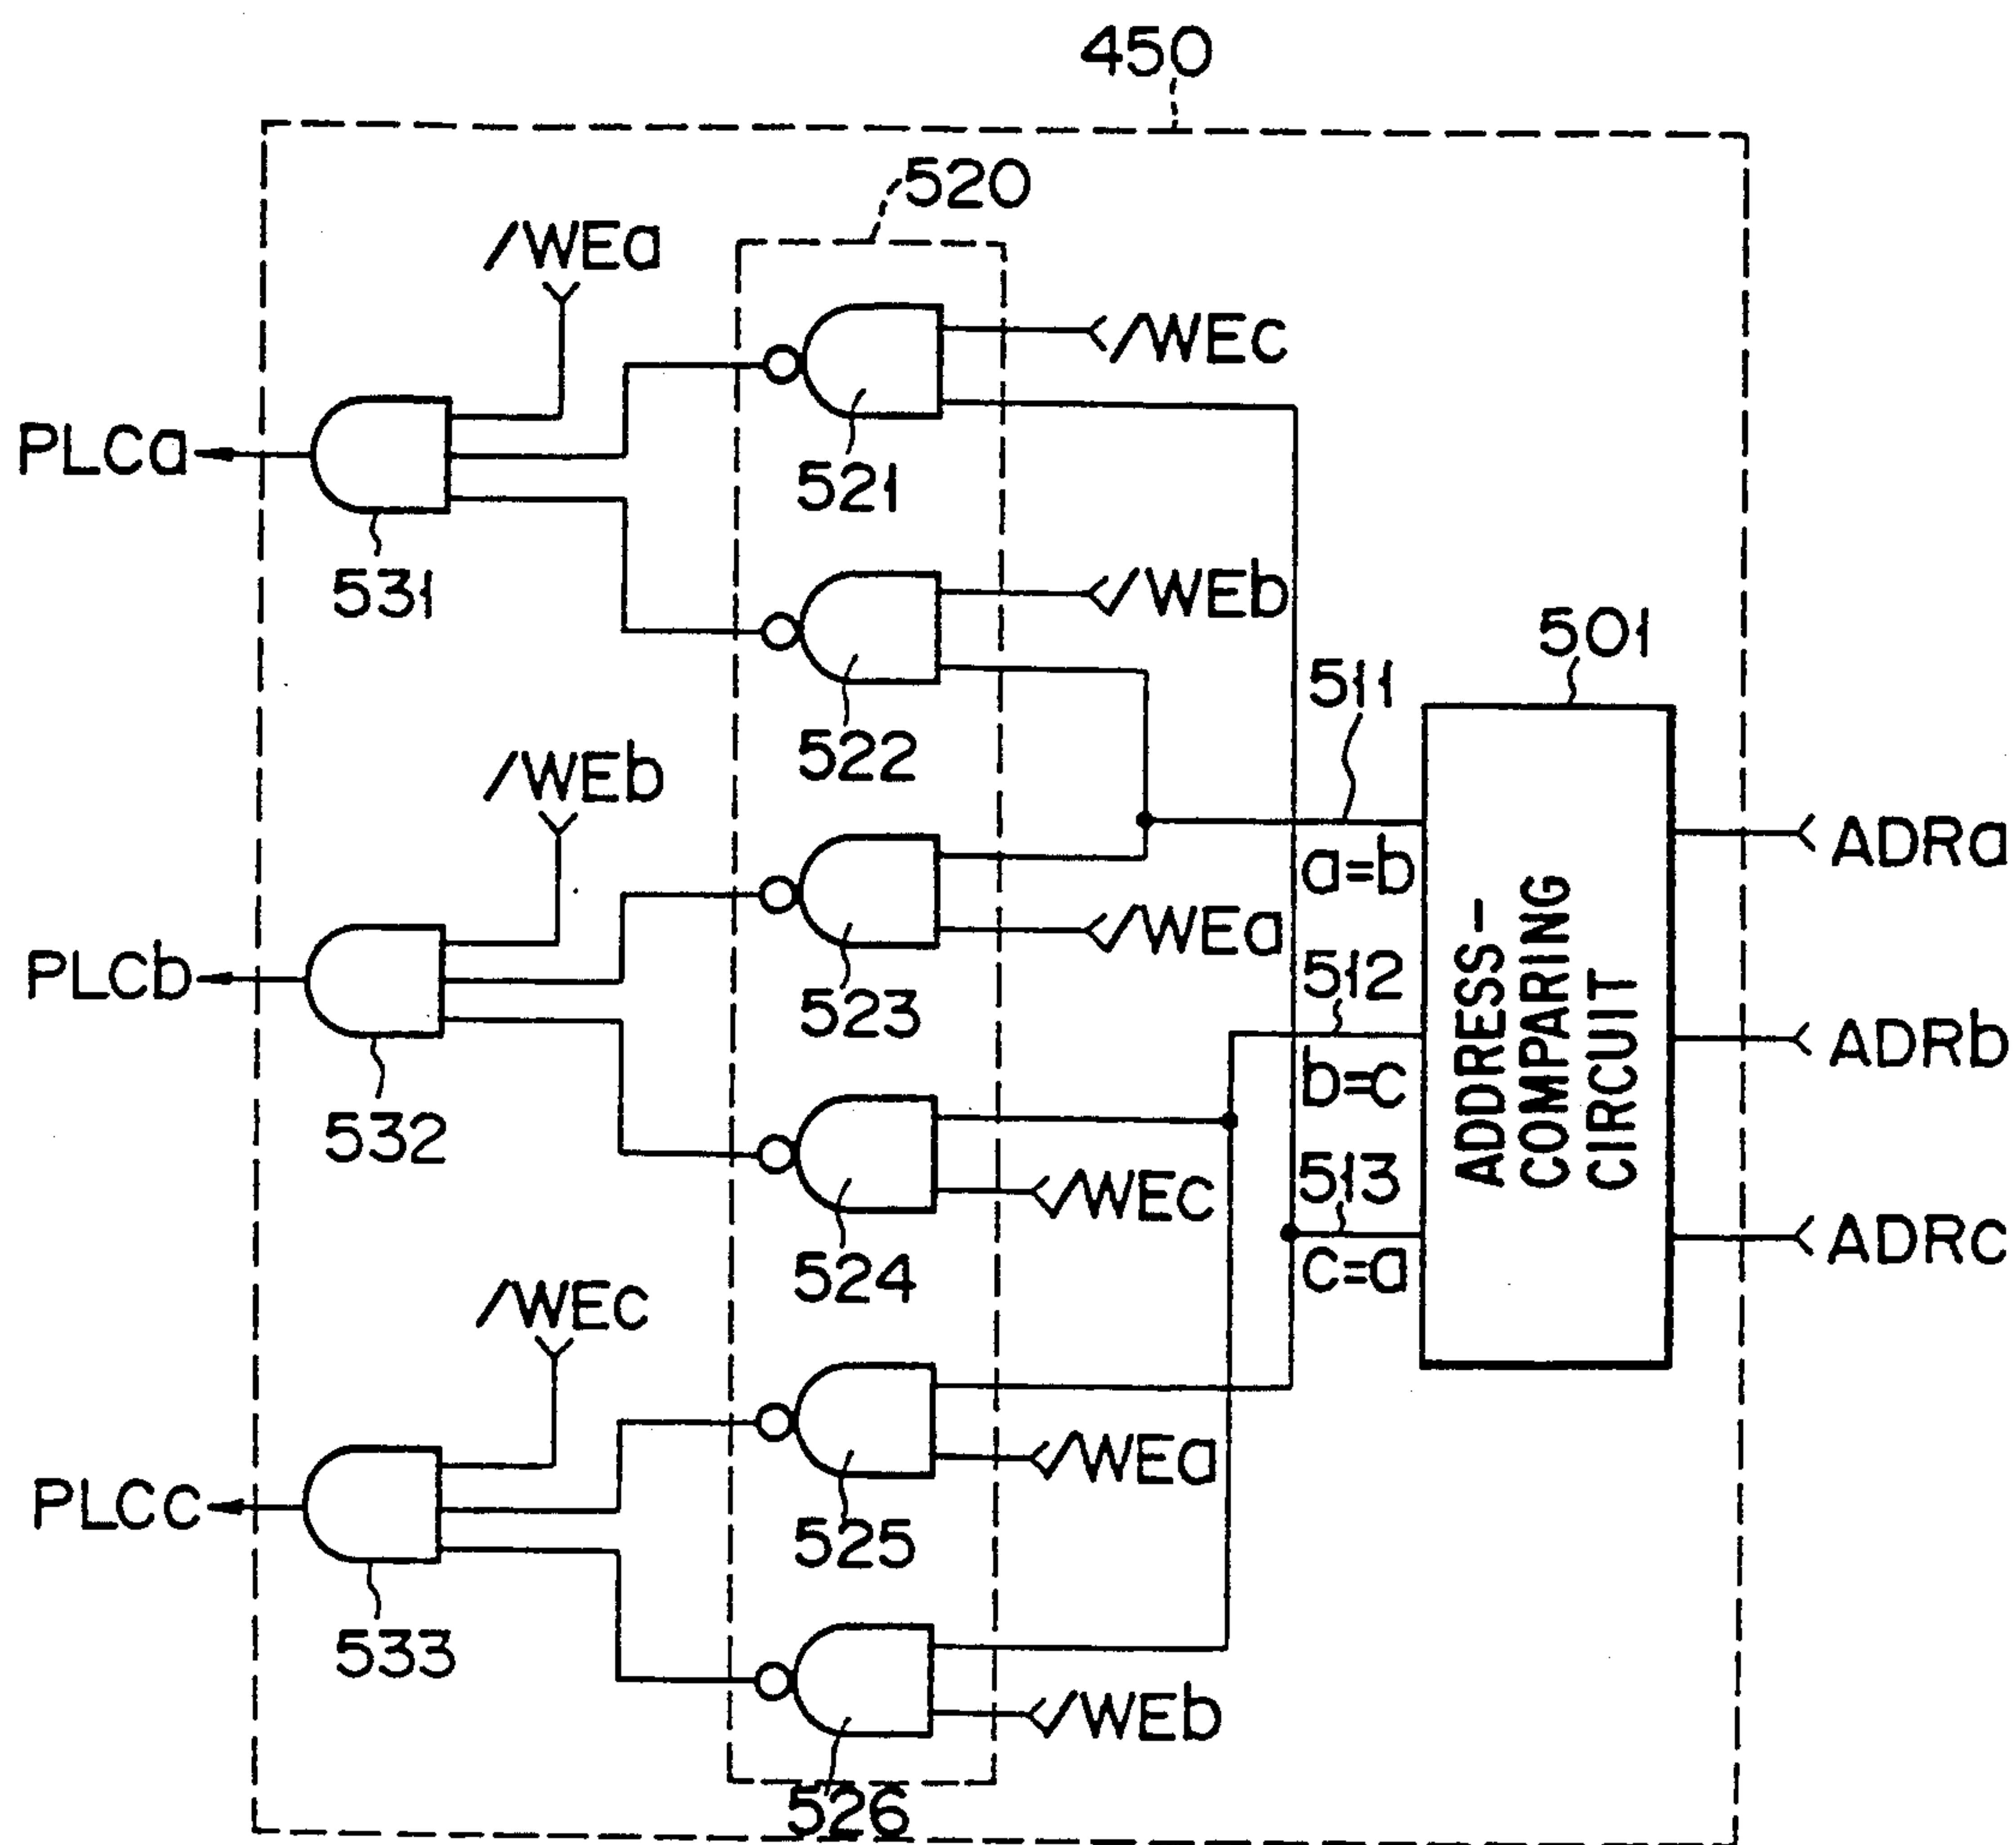 450
520
/WEa
/WEC
PLCa
521
531
/WEb
501
511
522
/WEb
ADRa
a=b
/WEa
PLCb
512
523
ADDRESS-
COMPARING
CIRCUIT
ADRb
b=c
532
513
/WEC
ADRC
c=a
524
/WEC
/WEa
PLCC
525
533
/WEb
526